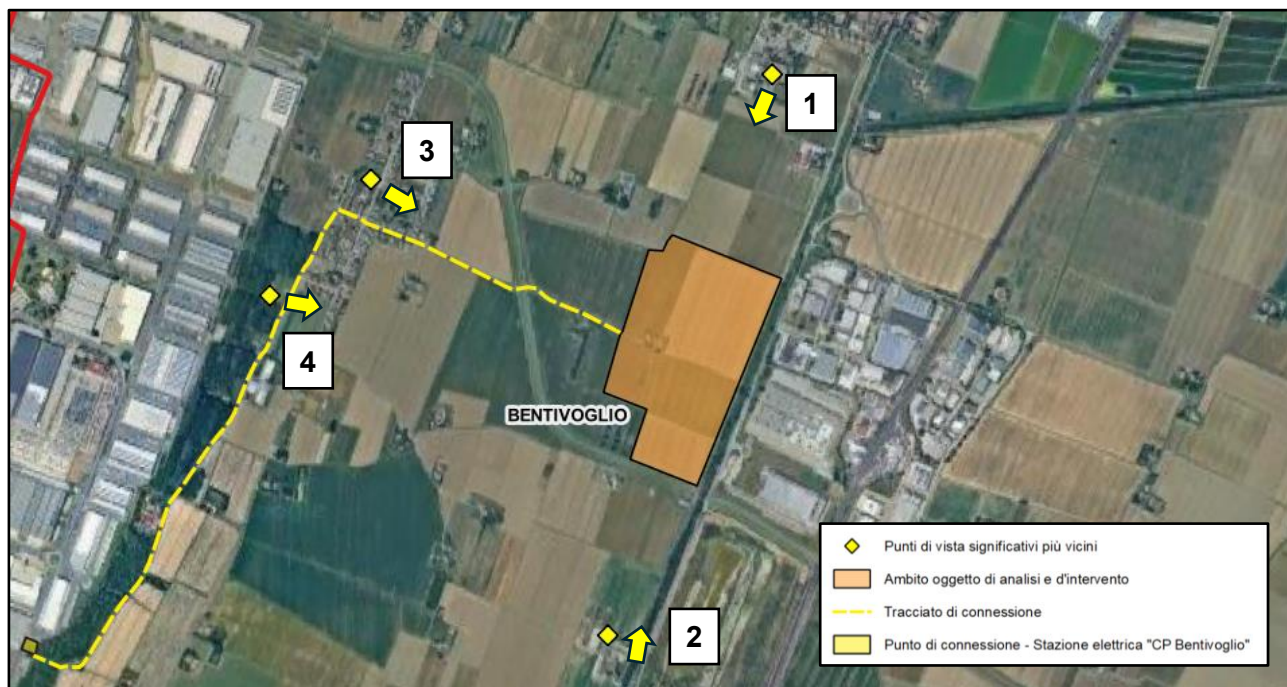 1
3
4
BENTIVOGLIO
2
Punti di vista significativi più vicini
Ambito oggetto di analisi e d'intervento
Tracciato di connessione
Punto di connessione - Stazione elettrica "CP Bentivoglio"